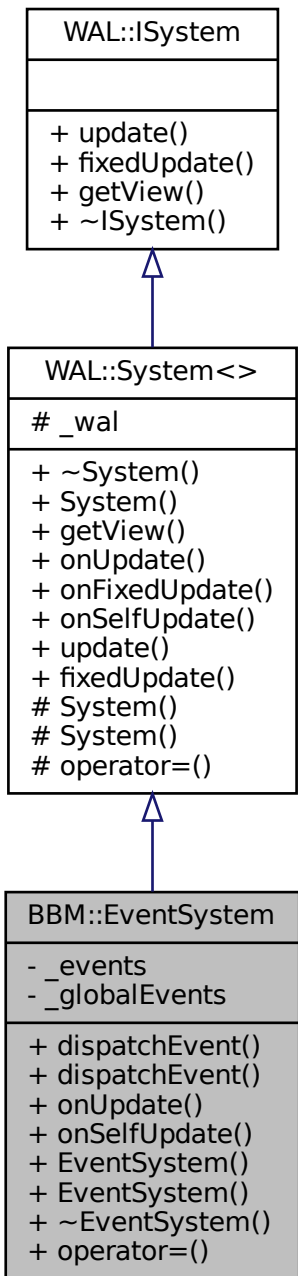 WAL::ISystem
+ update()
+ fixedUpdate()
+ getView()
+ ~ISystem()
WAL::System<>
# _wal
+ ~System()
+ System()
+ getView()
+ onUpdate()
+ onFixedUpdate()
+ onSelfUpdate()
+ update()
+ fixedUpdate()
# System()
# System()
# operator=()
BBM::EventSystem
- _events
- _globalEvents
+ dispatchEvent()
+ dispatchEvent()
+ onUpdate()
+ onSelfUpdate()
+ EventSystem()
+ EventSystem()
+ ~EventSystem()
+ operator=()